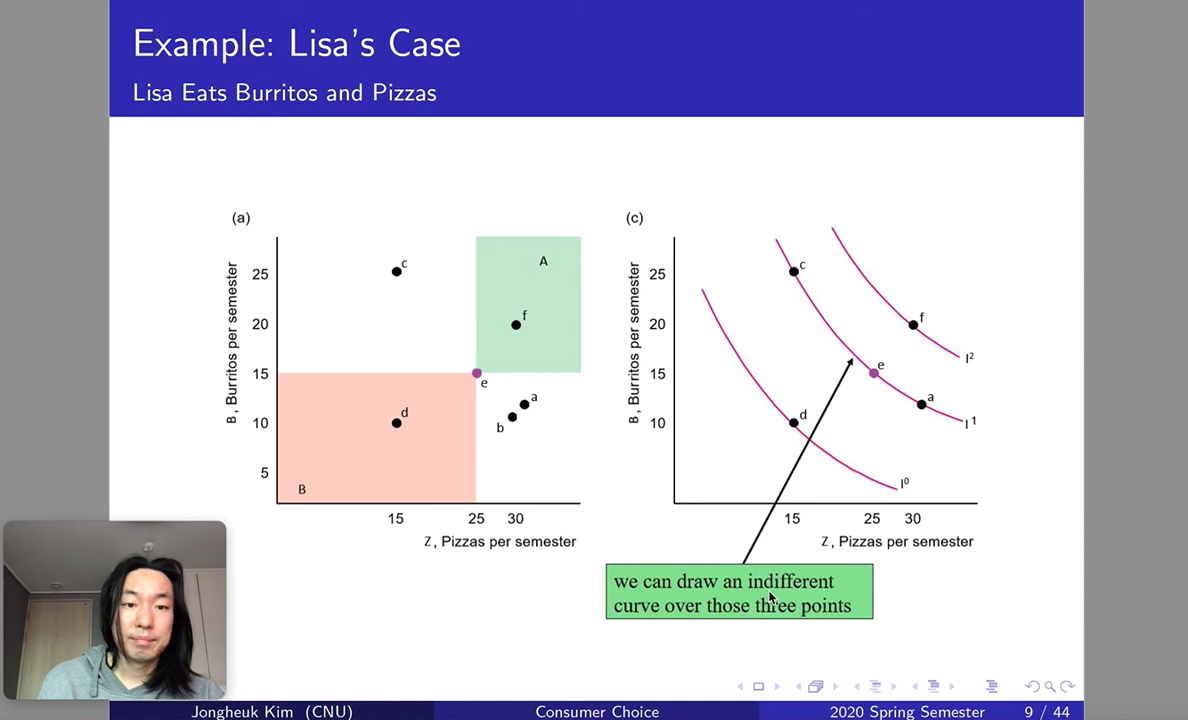 Example: Lisa's Case
Lisa Eats Burritos and Pizzas
(a)
B, Burritos per semester
25
20
15
10
5
c
A
f
e
d
a
b
B
15 25 30
Z, Pizzas per semester
(c)
B, Burritos per semester
25
20
15
10
c
f
I²
e
a
I¹
d
I⁰
15 25 30
Z, Pizzas per semester
we can draw an indifferent
curve over those three points
Jongheuk Kim (CNU) Consumer Choice 2020 Spring Semester 9 / 44